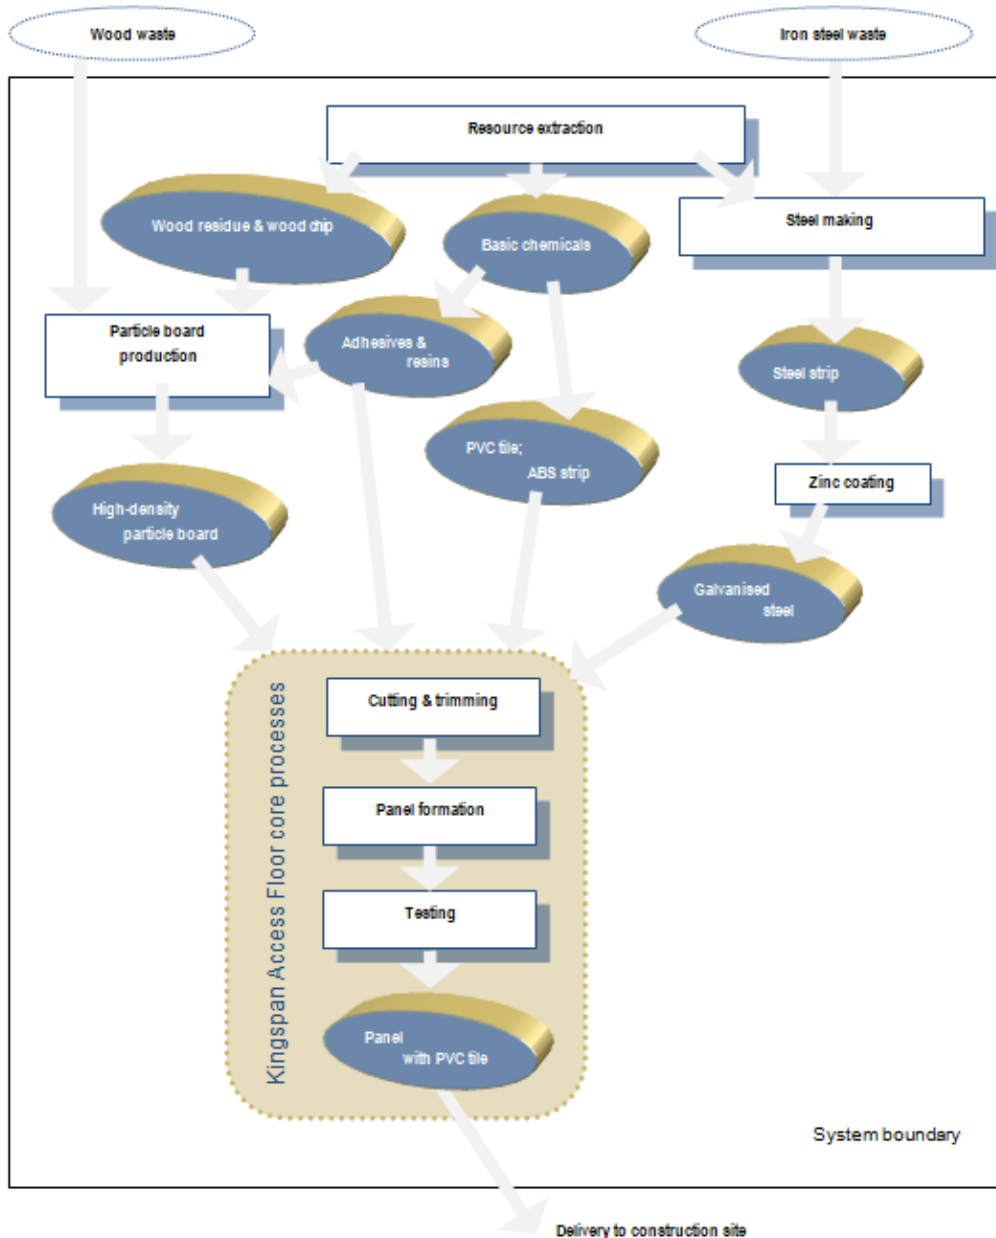 Wood waste
Iron steel waste
Resource extraction
Wood residue & wood chip
Basic chemicals
Steel making
Particle board
production
Adhesives &
resins
Steel strip
PVC tile;
ABS strip
Zinc coating
High-density
particle board
Galvanised
steel
Kingspan Access Floor core processes
Cutting & trimming
Panel formation
Testing
Panel
with PVC tile
System boundary
Delivery to construction site